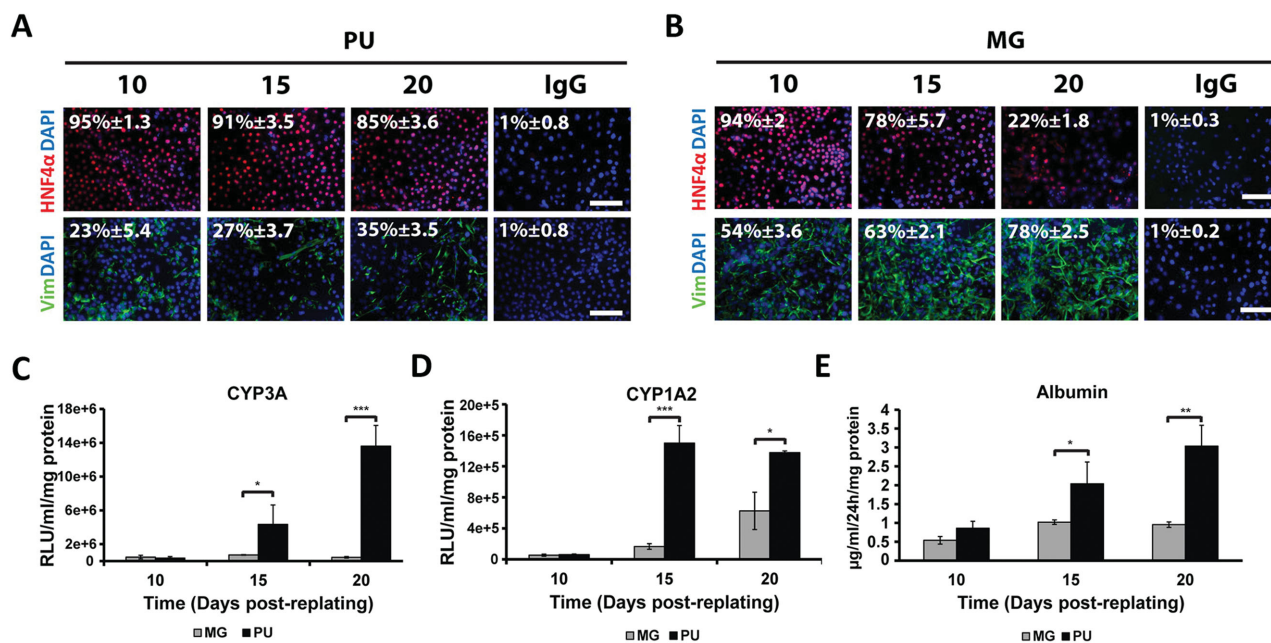 A
PU
10 15 20 IgG
HNF4α DAPI
95%±1.3 91%±3.5 85%±3.6 1%±0.8
VimDAPI
23%±5.4 27%±3.7 35%±3.5 1%±0.8
B
MG
10 15 20 IgG
HNF4α DAPI
94%±2 78%±5.7 22%±1.8 1%±0.3
VimDAPI
54%±3.6 63%±2.1 78%±2.5 1%±0.2
C
CYP3A
RLU/ml/mg protein
18e+6
14e+6
10e+6
6e+6
2e+6
0
* ***
10 15 20
Time (Days post-replating)
MG PU
D
CYP1A2
RLU/ml/mg protein
20e+5
16e+5
12e+5
8e+5
4e+5
0
*** *
10 15 20
Time (Days post-replating)
MG PU
E
Albumin
µg/ml/24h/mg protein
4
3.5
3
2.5
2
1.5
1
0.5
0
* **
10 15 20
Time (Days post-replating)
MG PU